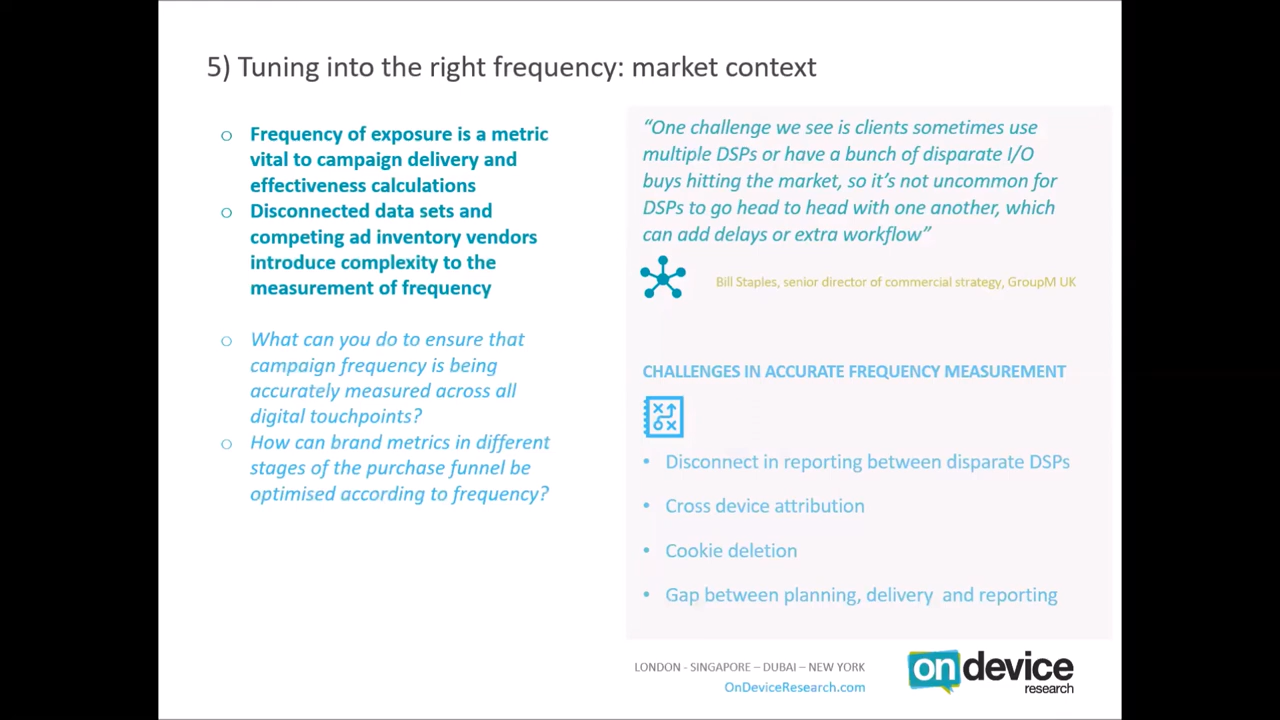 5) Tuning into the right frequency: market context
o Frequency of exposure is a metric
vital to campaign delivery and
effectiveness calculations
o Disconnected data sets and
competing ad inventory vendors
introduce complexity to the
measurement of frequency
o What can you do to ensure that
campaign frequency is being
accurately measured across all
digital touchpoints?
o How can brand metrics in different
stages of the purchase funnel be
optimised according to frequency?
“One challenge we see is clients sometimes use
multiple DSPs or have a bunch of disparate I/O
buys hitting the market, so it’s not uncommon for
DSPs to go head to head with one another, which
can add delays or extra workflow”
Bill Staples, senior director of commercial strategy, GroupM UK
CHALLENGES IN ACCURATE FREQUENCY MEASUREMENT
• Disconnect in reporting between disparate DSPs
• Cross device attribution
• Cookie deletion
• Gap between planning, delivery and reporting
LONDON - SINGAPORE – DUBAI – NEW YORK
OnDeviceResearch.com
on device
research